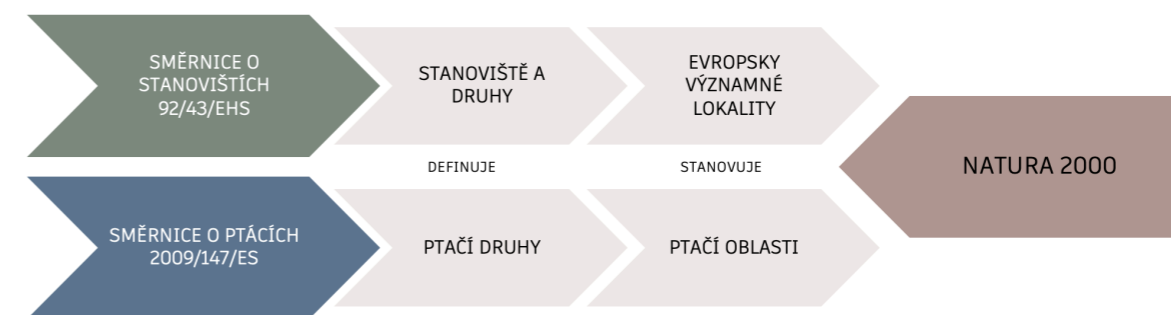 SMĚRNICE O
STANOVIŠTÍCH
92/43/EHS
STANOVIŠTĚ A
DRUHY
EVROPSKY
VÝZNAMNÉ
LOKALITY
DEFINUJE
STANOVUJE
NATURA 2000
SMĚRNICE O PTÁCÍCH
2009/147/ES
PTAČÍ DRUHY
PTAČÍ OBLASTI